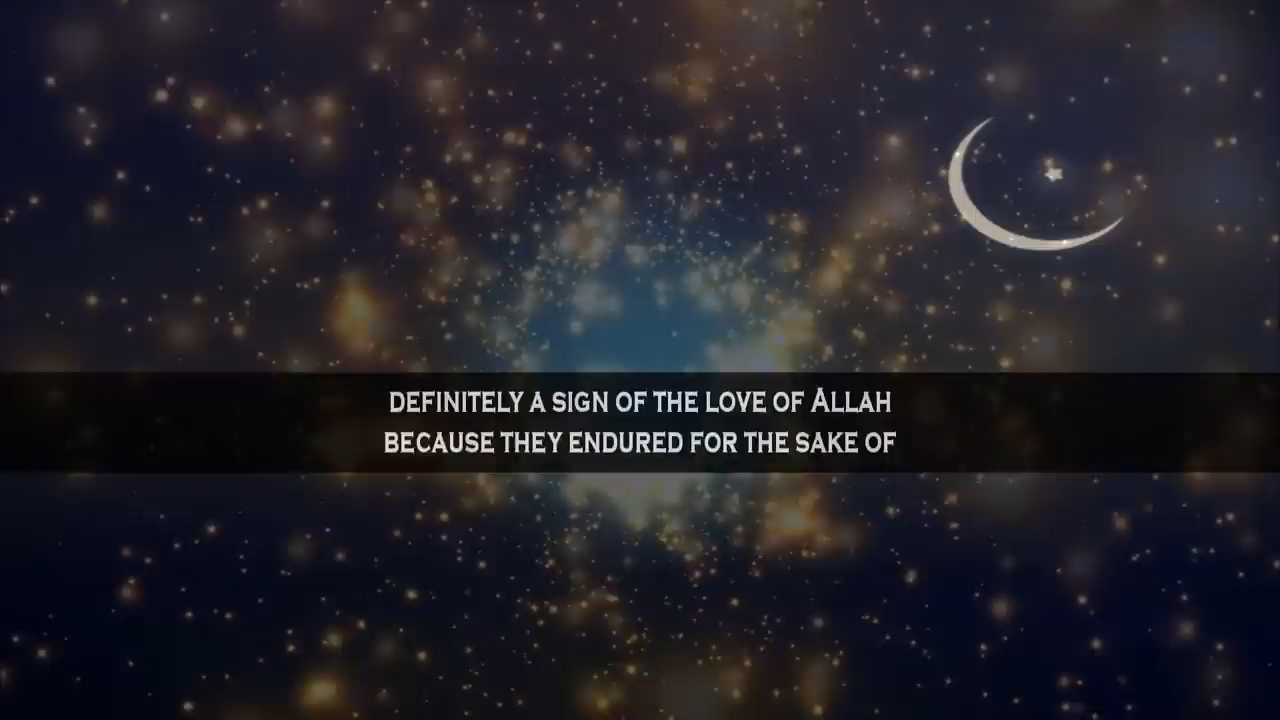 DEFINITELY A SIGN OF THE LOVE OF ALLAH
BECAUSE THEY ENDURED FOR THE SAKE OF